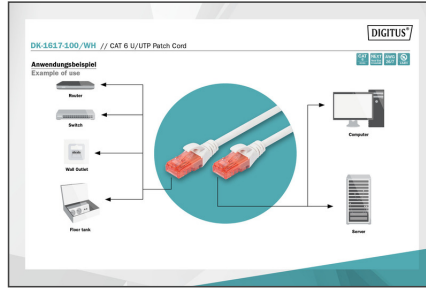 DIGITUS®
DK-1617-100/WH // CAT 6 U/UTP Patch Cord
Anwendungsbeispiel
Example of use
Router
Switch
Wall Outlet
Floor tank
Computer
Server